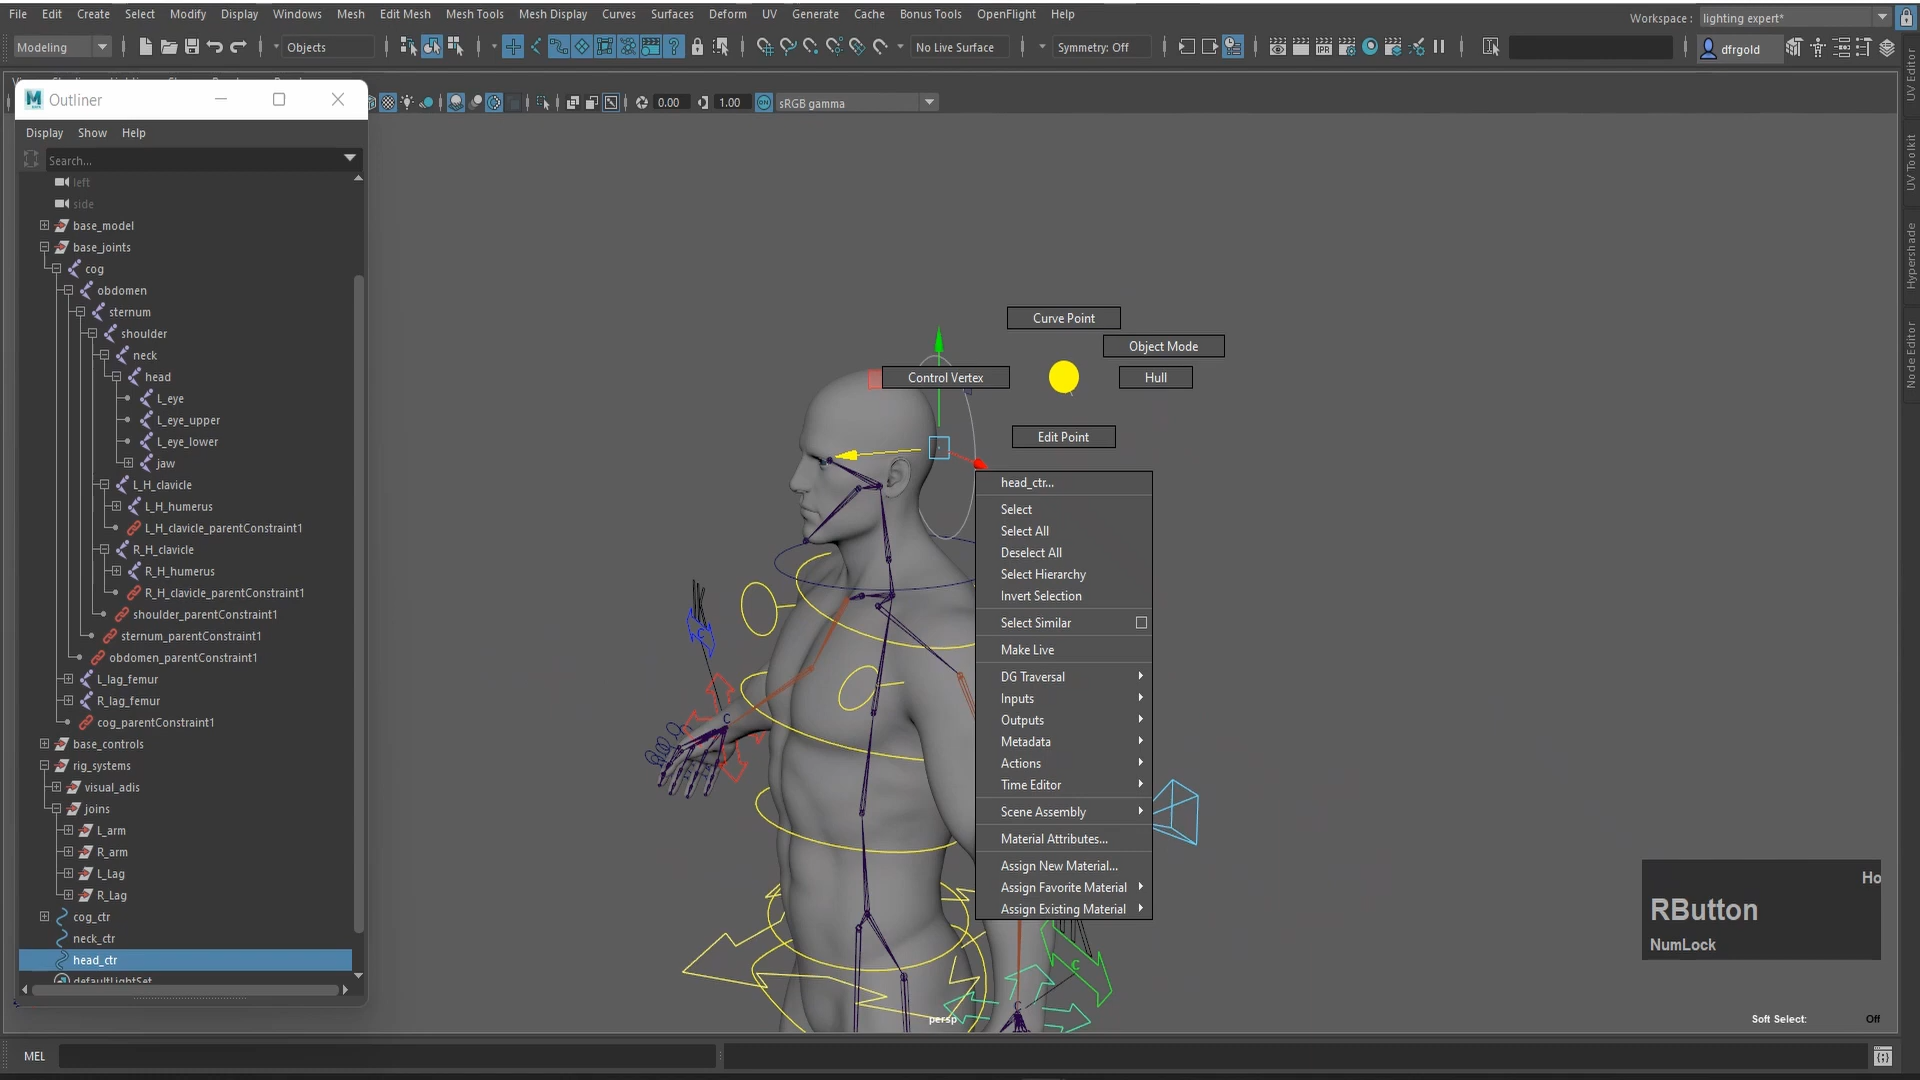 File Edit Create Select Modify Display Windows Mesh Edit Mesh Mesh Tools Mesh Display Curves Surfaces Deform UV Generate Cache Bonus Tools OpenFlight Help
Workspace : lighting expert*
Modeling
Objects
No Live Surface
Symmetry: Off
dfrgold
Outliner
0.00
1.00
ON
sRGB gamma
Display Show Help
Search...
left
side
base_model
base_joints
cog
obdomen
sternum
shoulder
neck
head
L_eye
L_eye_upper
L_eye_lower
jaw
L_H_clavicle
L_H_humerus
L_H_clavicle_parentConstraint1
R_H_clavicle
R_H_humerus
R_H_clavicle_parentConstraint1
shoulder_parentConstraint1
sternum_parentConstraint1
obdomen_parentConstraint1
L_lag_femur
R_lag_femur
cog_parentConstraint1
base_controls
rig_systems
visual_adis
joins
L_arm
R_arm
L_Lag
R_Lag
cog_ctr
neck_ctr
head_ctr
defaultLightSet
Curve Point
Object Mode
Control Vertex
Hull
Edit Point
head_ctr...
Select
Select All
Deselect All
Select Hierarchy
Invert Selection
Select Similar
Make Live
DG Traversal
Inputs
Outputs
Metadata
Actions
Time Editor
Scene Assembly
Material Attributes...
Assign New Material...
Assign Favorite Material
Assign Existing Material
C
C
C
C
persp
UV Editor
UV Toolkit
Hypershade
Node Editor
Ho
RButton
NumLock
Soft Select: Off
MEL